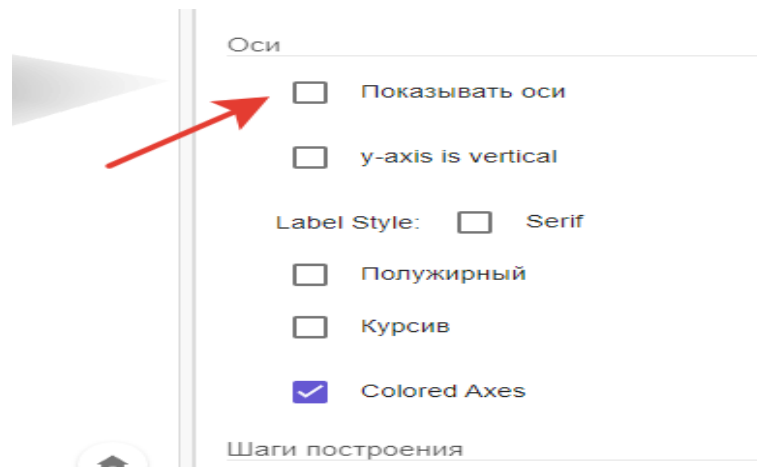 Оси
Показывать оси
y-axis is vertical
Label Style: Serif
Полужирный
Курсив
Colored Axes
Шаги построения